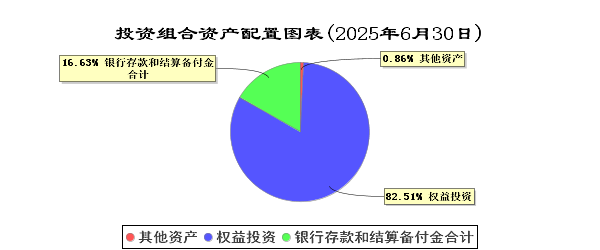 投资组合资产配置图表(2025年6月30日)
16.63% 银行存款和结算备付金
合计
0.86% 其他资产
82.51% 权益投资
其他资产 权益投资 银行存款和结算备付金合计